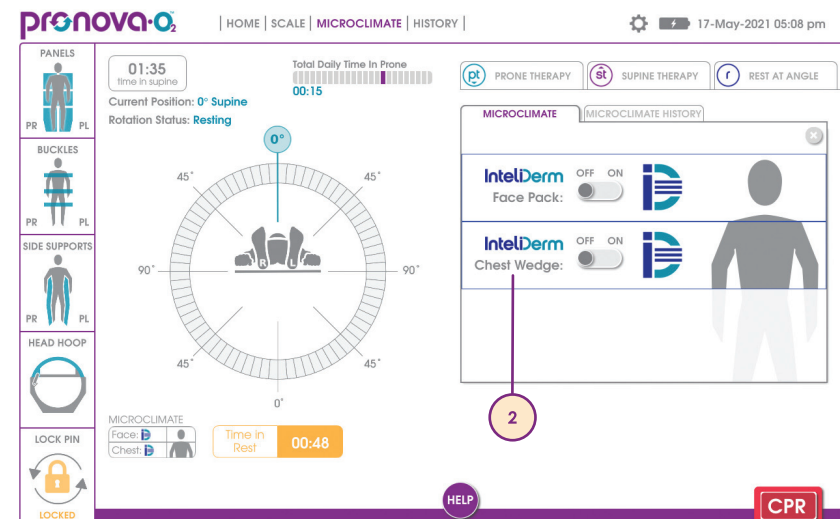 pronova·O2
| HOME | SCALE | MICROCLIMATE | HISTORY |
17-May-2021 05:08 pm
PANELS
PR PL
BUCKLES
PR PL
SIDE SUPPORTS
PR PL
HEAD HOOP
LOCK PIN
LOCKED
01:35
time in supine
Total Daily Time In Prone
00:15
Current Position: 0° Supine
Rotation Status: Resting
0°
45° 45°
90° 90°
R L
45° 45°
0°
MICROCLIMATE
Face: iD
Chest: iD
Time in
Rest
00:48
pt PRONE THERAPY
st SUPINE THERAPY
r REST AT ANGLE
MICROCLIMATE
MICROCLIMATE HISTORY
InteliDerm OFF ON iD
Face Pack:
InteliDerm OFF ON iD
Chest Wedge:
2
HELP
CPR